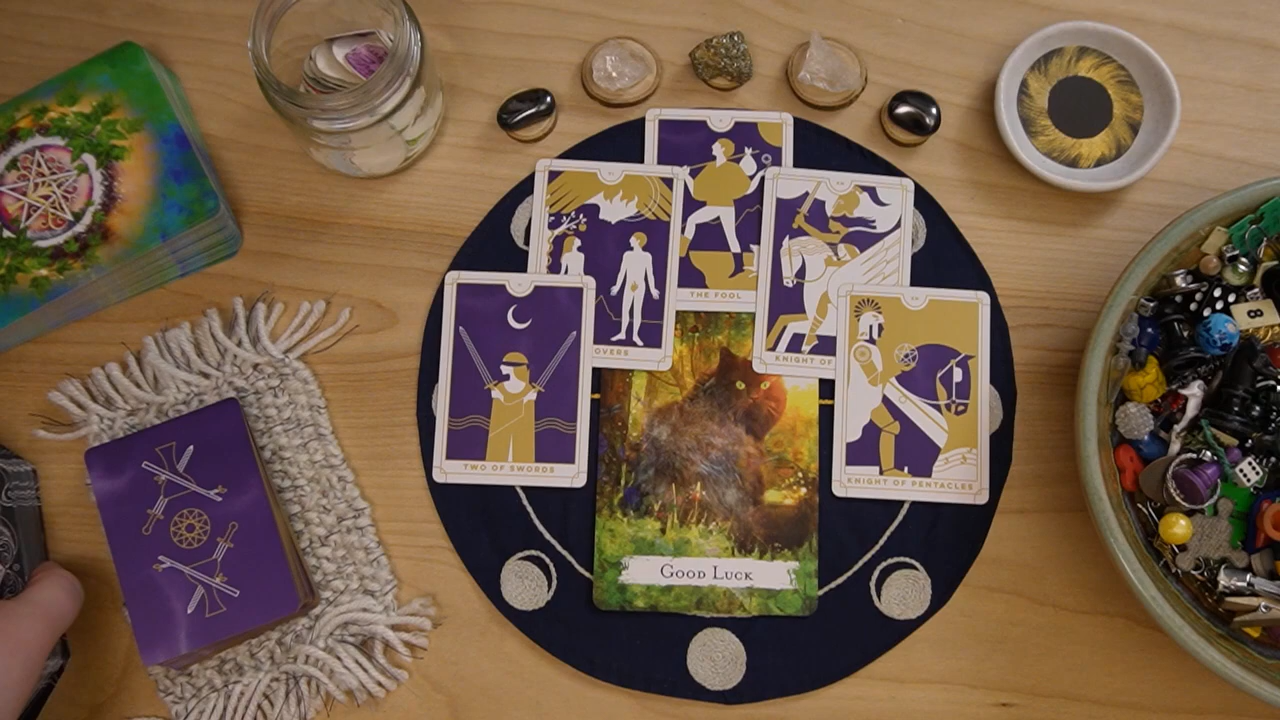 THE FOOL
OVERS
KNIGHT OF
TWO OF SWORDS
KNIGHT OF PENTACLES
GOOD LUCK
8